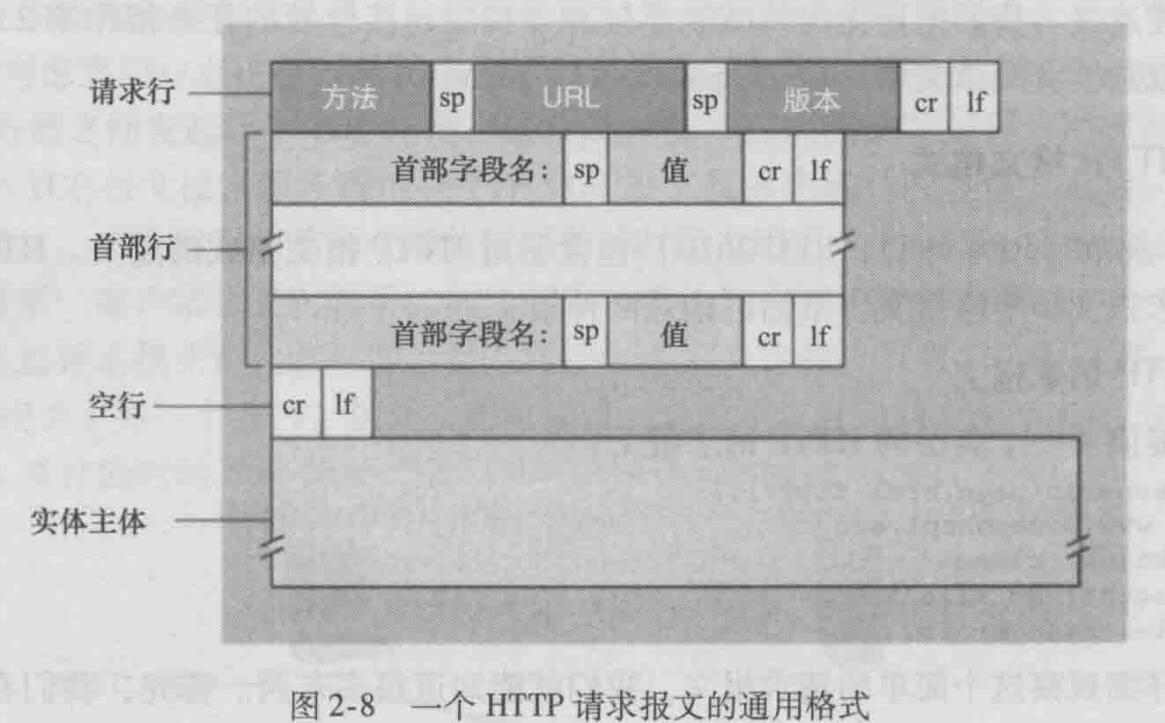 请求行
方法 sp URL sp 版本 cr lf
首部字段名: sp 值 cr lf
首部行
首部字段名: sp 值 cr lf
空行
cr lf
实体主体
图 2-8 一个 HTTP 请求报文的通用格式